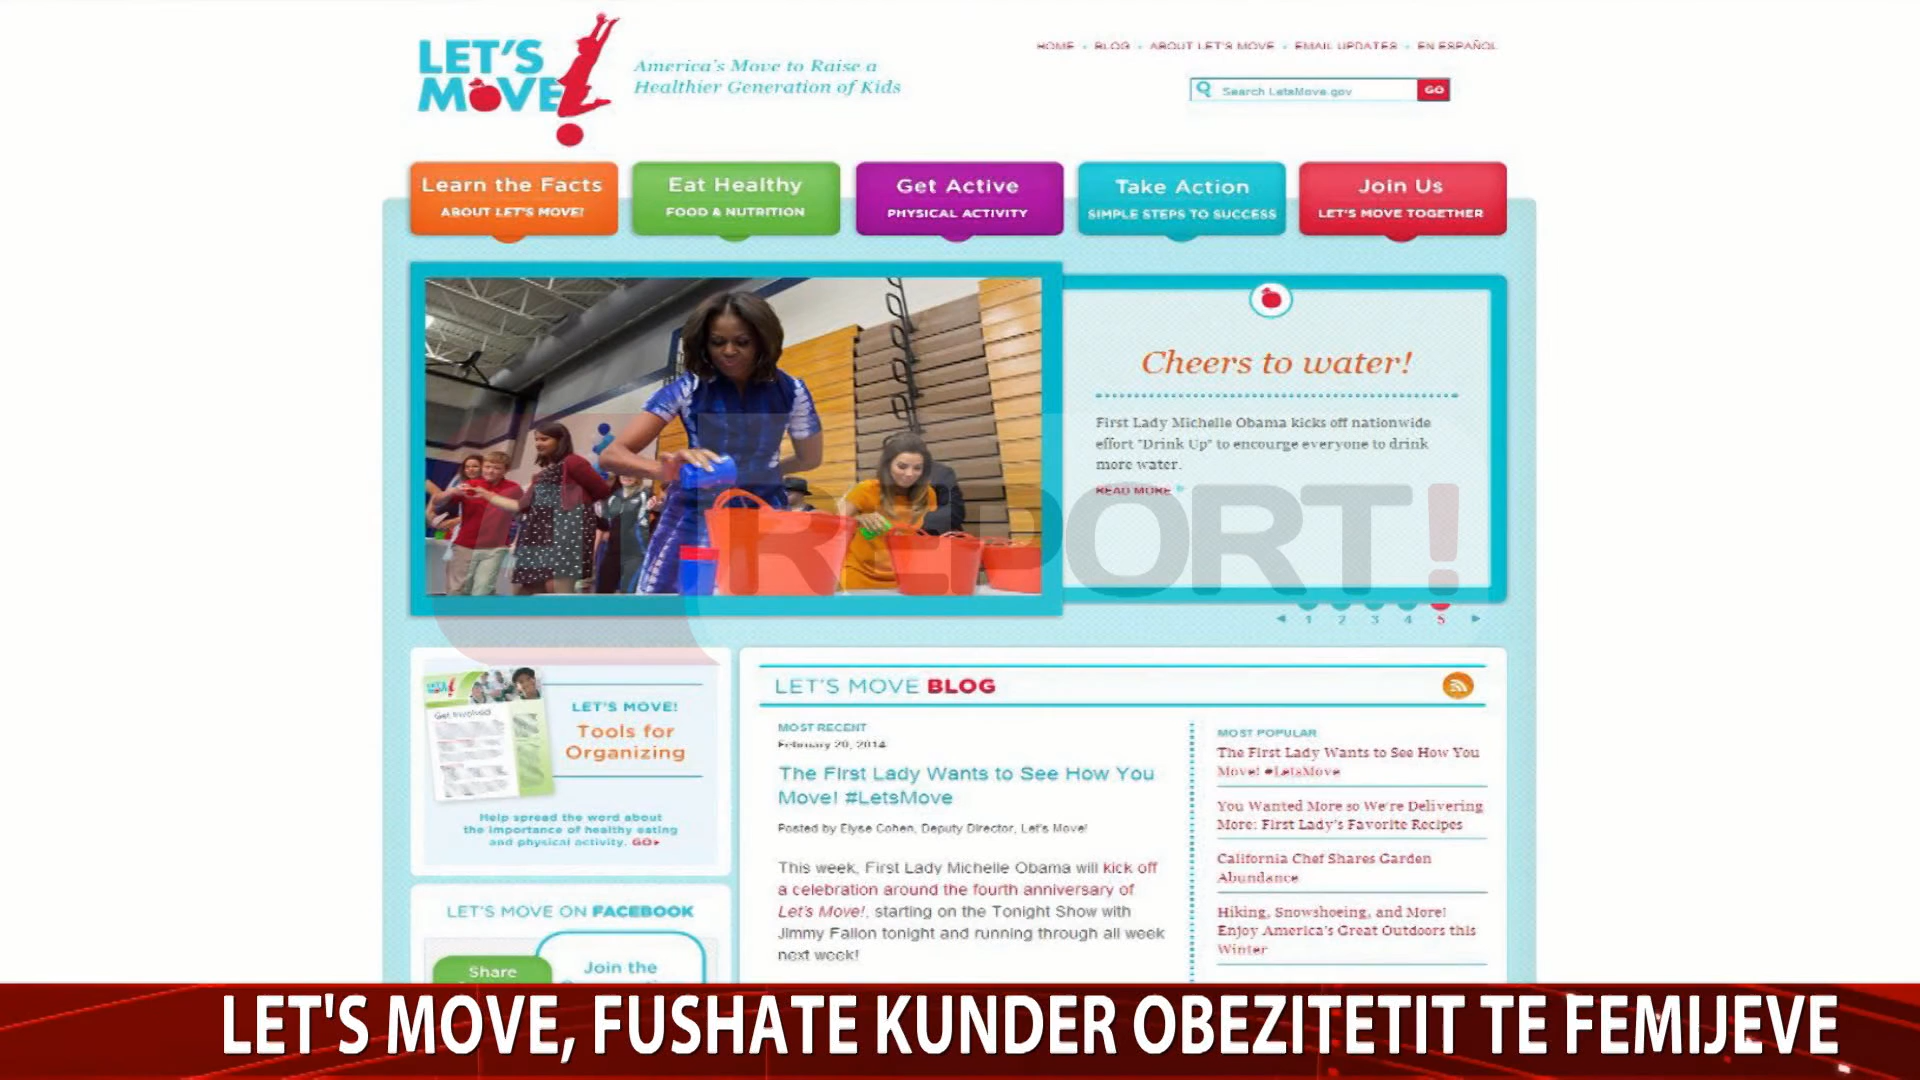 LET'S
MOVE!
America's Move to Raise a
Healthier Generation of Kids
HOME • BLOG • ABOUT LET'S MOVE • EMAIL UPDATES • EN ESPAÑOL
Search LetsMove.gov GO
Learn the Facts
ABOUT LET'S MOVE!
Eat Healthy
FOOD & NUTRITION
Get Active
PHYSICAL ACTIVITY
Take Action
SIMPLE STEPS TO SUCCESS
Join Us
LET'S MOVE TOGETHER
Cheers to water!
First Lady Michelle Obama kicks off nationwide
effort "Drink Up" to encourge everyone to drink
more water.
READ MORE
REPORT!
1 2 3 4 5
LET'S MOVE!
Tools for
Organizing
Get Involved
Help spread the word about
the importance of healthy eating
and physical activity. GO
LET'S MOVE ON FACEBOOK
Share
Join the
LET'S MOVE BLOG
MOST RECENT
February 20, 2014
The First Lady Wants to See How You
Move! #LetsMove
Posted by Elyse Cohen, Deputy Director, Let's Move!
This week, First Lady Michelle Obama will kick off
a celebration around the fourth anniversary of
Let's Move!, starting on the Tonight Show with
Jimmy Fallon tonight and running through all week
next week!
MOST POPULAR
The First Lady Wants to See How You
Move! #LetsMove
You Wanted More so We're Delivering
More: First Lady's Favorite Recipes
California Chef Shares Garden
Abundance
Hiking, Snowshoeing, and More!
Enjoy America's Great Outdoors this
Winter
LET'S MOVE, FUSHATE KUNDER OBEZITETIT TE FEMIJEVE